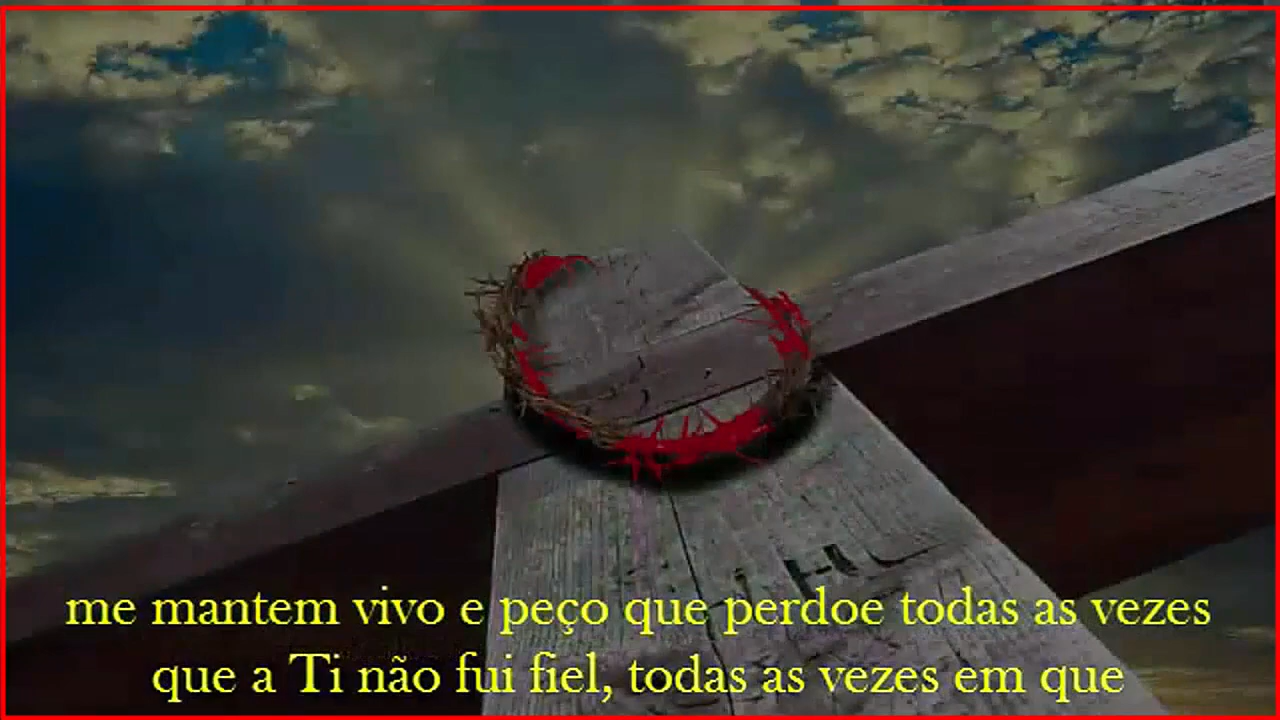 me mantem vivo e peço que perdoe todas as vezes
que a Ti não fui fiel, todas as vezes em que